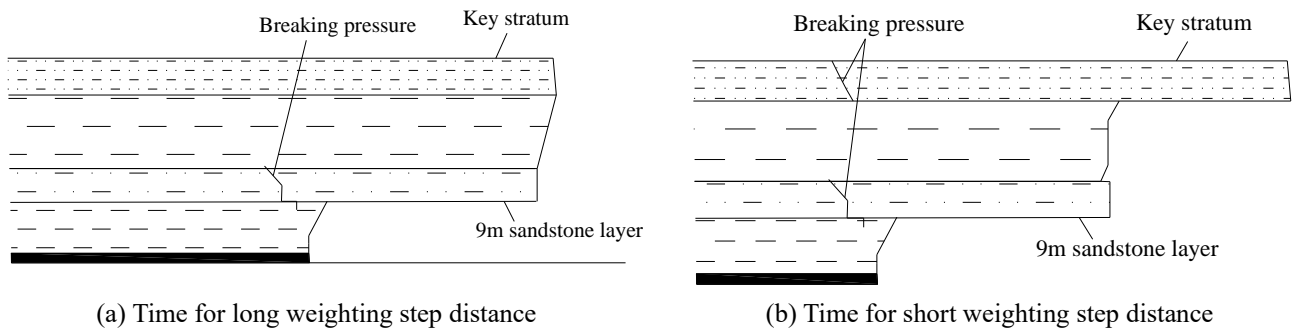 Breaking pressure
Key stratum
9m sandstone layer
(a) Time for long weighting step distance
Breaking pressure
Key stratum
9m sandstone layer
(b) Time for short weighting step distance